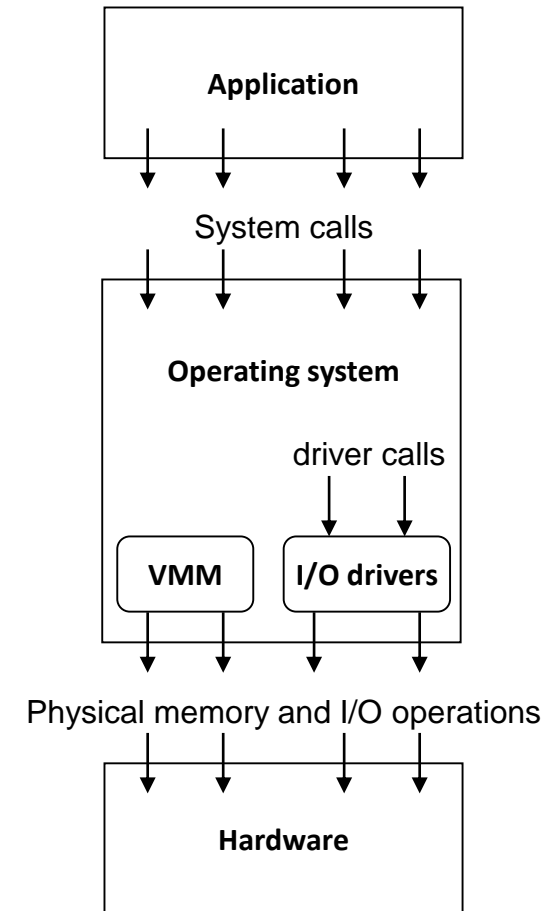 Application
System calls
Operating system
driver calls
VMM
I/O drivers
Physical memory and I/O operations
Hardware